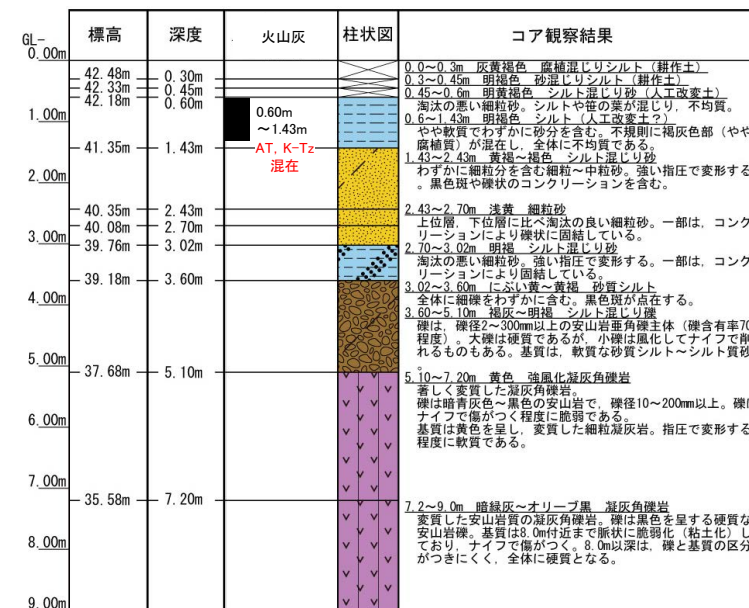 GL-
標高 深度 火山灰 柱状図 コア観察結果
0.00m
1.00m
2.00m
3.00m
4.00m
5.00m
6.00m
7.00m
8.00m
9.00m
42.48m 0.30m
42.33m 0.45m
42.18m 0.60m
41.35m 1.43m
40.35m 2.43m
40.08m 2.70m
39.76m 3.02m
39.18m 3.60m
37.68m 5.10m
35.58m 7.20m
0.60m
～1.43m
AT, K-Tz
混在
0.0～0.3m 灰黄褐色 腐植混じりシルト（耕作土）
0.3～0.45m 明褐色 砂混じりシルト（耕作土）
0.45～0.6m 明黄褐色 シルト混じり砂（人工改変土）
淘汰の悪い細粒砂。シルトや笹の葉が混じり，不均質。
0.6～1.43m 明褐色 シルト（人工改変土？）
やや軟質でわずかに砂分を含む。不規則に褐灰色部（やや
腐植質）が混在し，全体に不均質である。
1.43～2.43m 黄褐～褐色 シルト混じり砂
わずかに細粒分を含む細粒～中粒砂。強い指圧で変形する
。黒色斑や礫状のコンクリーションを含む。
2.43～2.70m 浅黄 細粒砂
上位層，下位層に比べ淘汰の良い細粒砂。一部は，コンク
リーションにより礫状に固結している。
2.70～3.02m 明褐 シルト混じり砂
淘汰の悪い細粒砂。強い指圧で変形する。一部は，コンク
リーションにより固結している。
3.02～3.60m にぶい黄～黄褐 砂質シルト
全体に細礫をわずかに含む。黒色斑が点在する。
3.60～5.10m 褐灰～明褐 シルト混じり礫
礫は，礫径2～300mm以上の安山岩亜角礫主体（礫含有率70
程度）。大礫は硬質であるが，小礫は風化してナイフで削
れるものもある。基質は，軟質な砂質シルト～シルト質砂
。
5.10～7.20m 黄色 強風化凝灰角礫岩
著しく変質した凝灰角礫岩。
礫は暗青灰色～黒色の安山岩で，礫径10～200mm以上。礫は
ナイフで傷がつく程度に脆弱である。
基質は黄色を呈し，変質した細粒凝灰岩。指圧で変形する
程度に軟質である。
7.2～9.0m 暗緑灰～オリーブ黒 凝灰角礫岩
変質した安山岩質の凝灰角礫岩。礫は黒色を呈する硬質な
安山岩礫。基質は8.0m付近まで脈状に脆弱化（粘土化）し
ており，ナイフで傷がつく。8.0m以深は，礫と基質の区分
がつきにくく，全体に硬質となる。